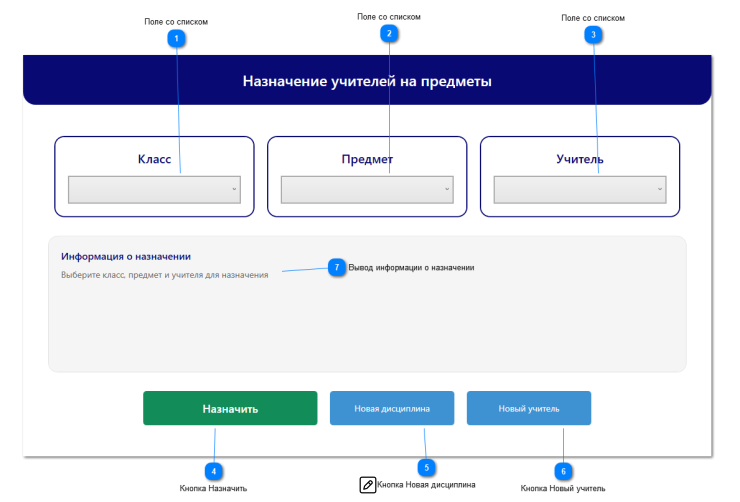 Поле со списком
Поле со списком
Поле со списком
1
2
3
Назначение учителей на предметы
Класс
Предмет
Учитель
Информация о назначении
Выберите класс, предмет и учителя для назначения
7
Вывод информации о назначении
Назначить
Новая дисциплина
Новый учитель
4
5
6
Кнопка Назначить
Кнопка Новая дисциплина
Кнопка Новый учитель